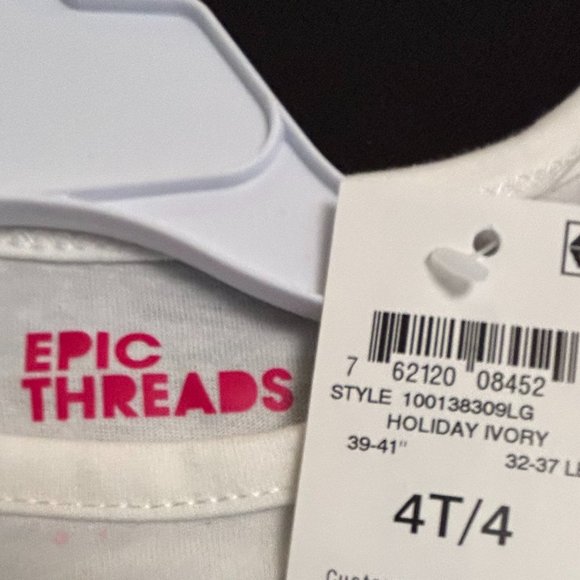 EPIC
THREADS
7 62120 08452
STYLE 100138309LG
HOLIDAY IVORY
39-41"
32-37
4T/4